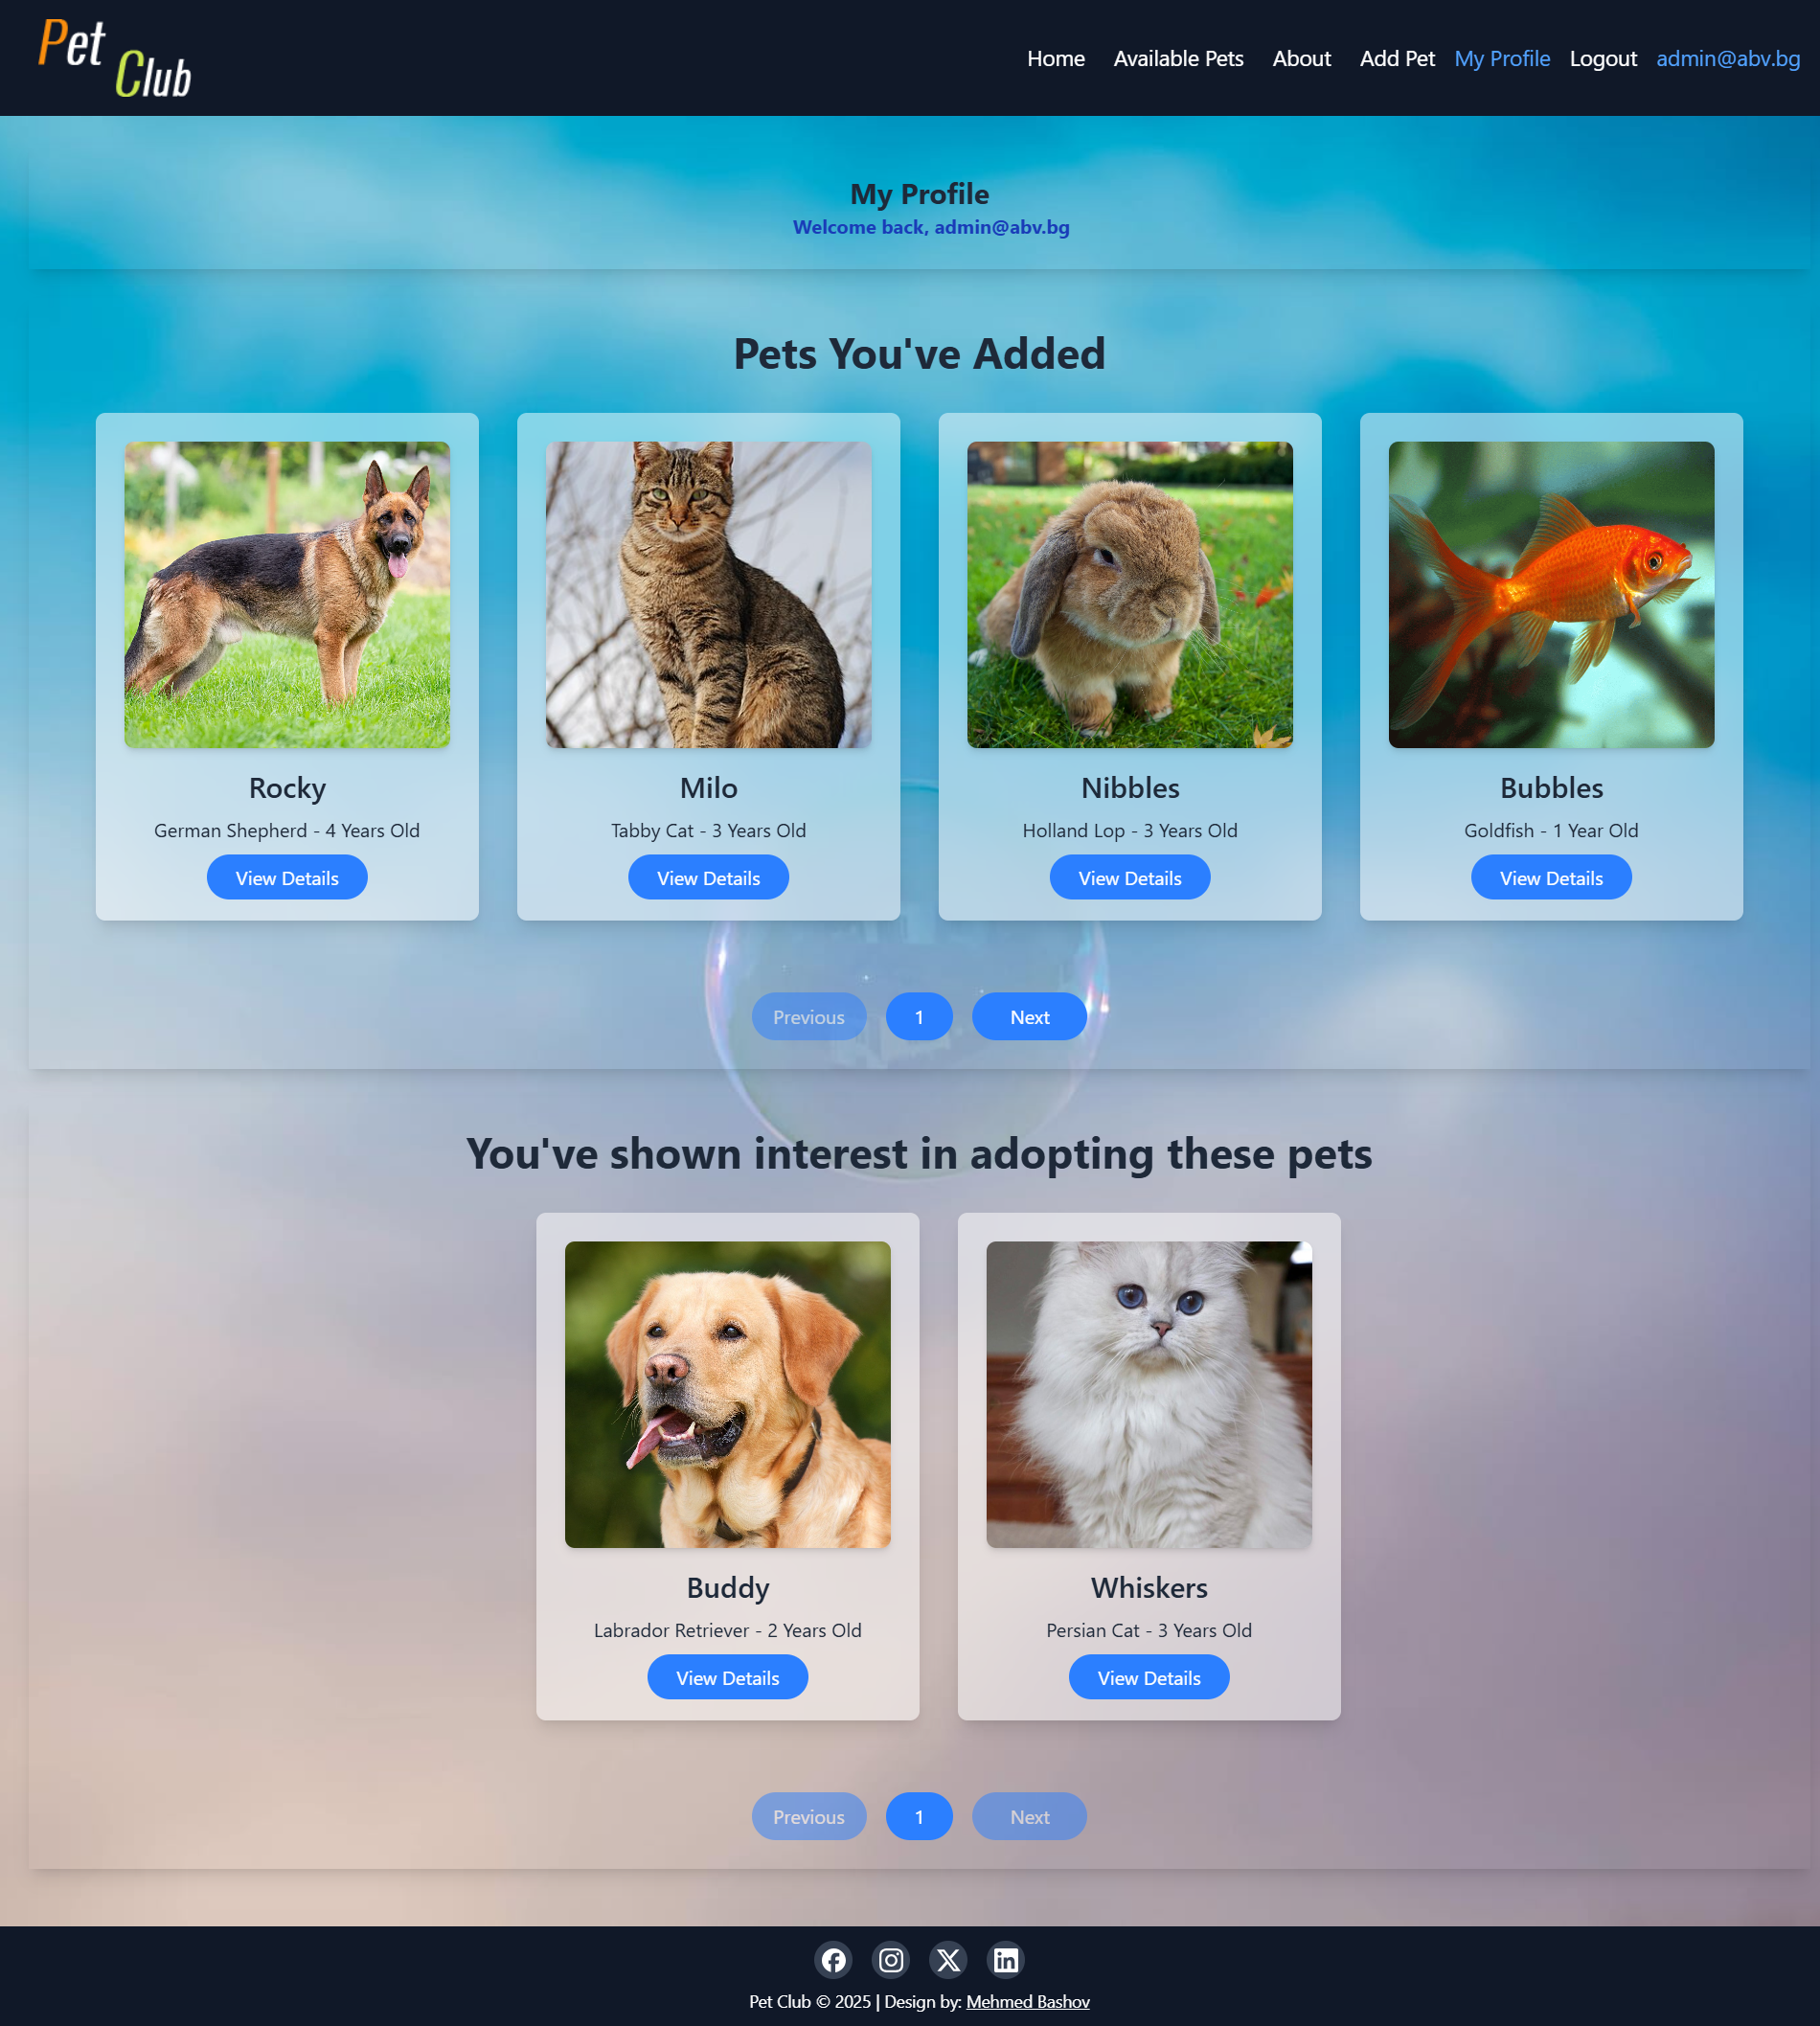 Pet
Club
Home Available Pets About Add Pet My Profile Logout admin@abv.bg
My Profile
Welcome back, admin@abv.bg
Pets You've Added
Rocky
German Shepherd - 4 Years Old
View Details
Milo
Tabby Cat - 3 Years Old
View Details
Nibbles
Holland Lop - 3 Years Old
View Details
Bubbles
Goldfish - 1 Year Old
View Details
Previous 1 Next
You've shown interest in adopting these pets
Buddy
Labrador Retriever - 2 Years Old
View Details
Whiskers
Persian Cat - 3 Years Old
View Details
Previous 1 Next
Pet Club © 2025 | Design by: Mehmed Bashov